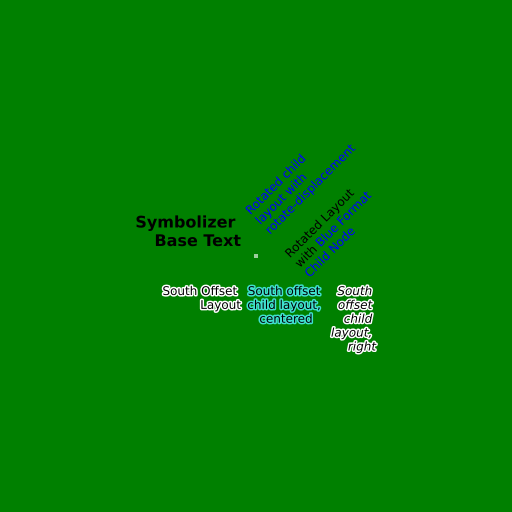 Rotated child
layout with
rotate-displacement
Symbolizer
Base Text
Rotated Layout
with Blue Format
Child Node
South Offset
Layout
South offset
child layout,
centered
South
offset
child
layout,
right